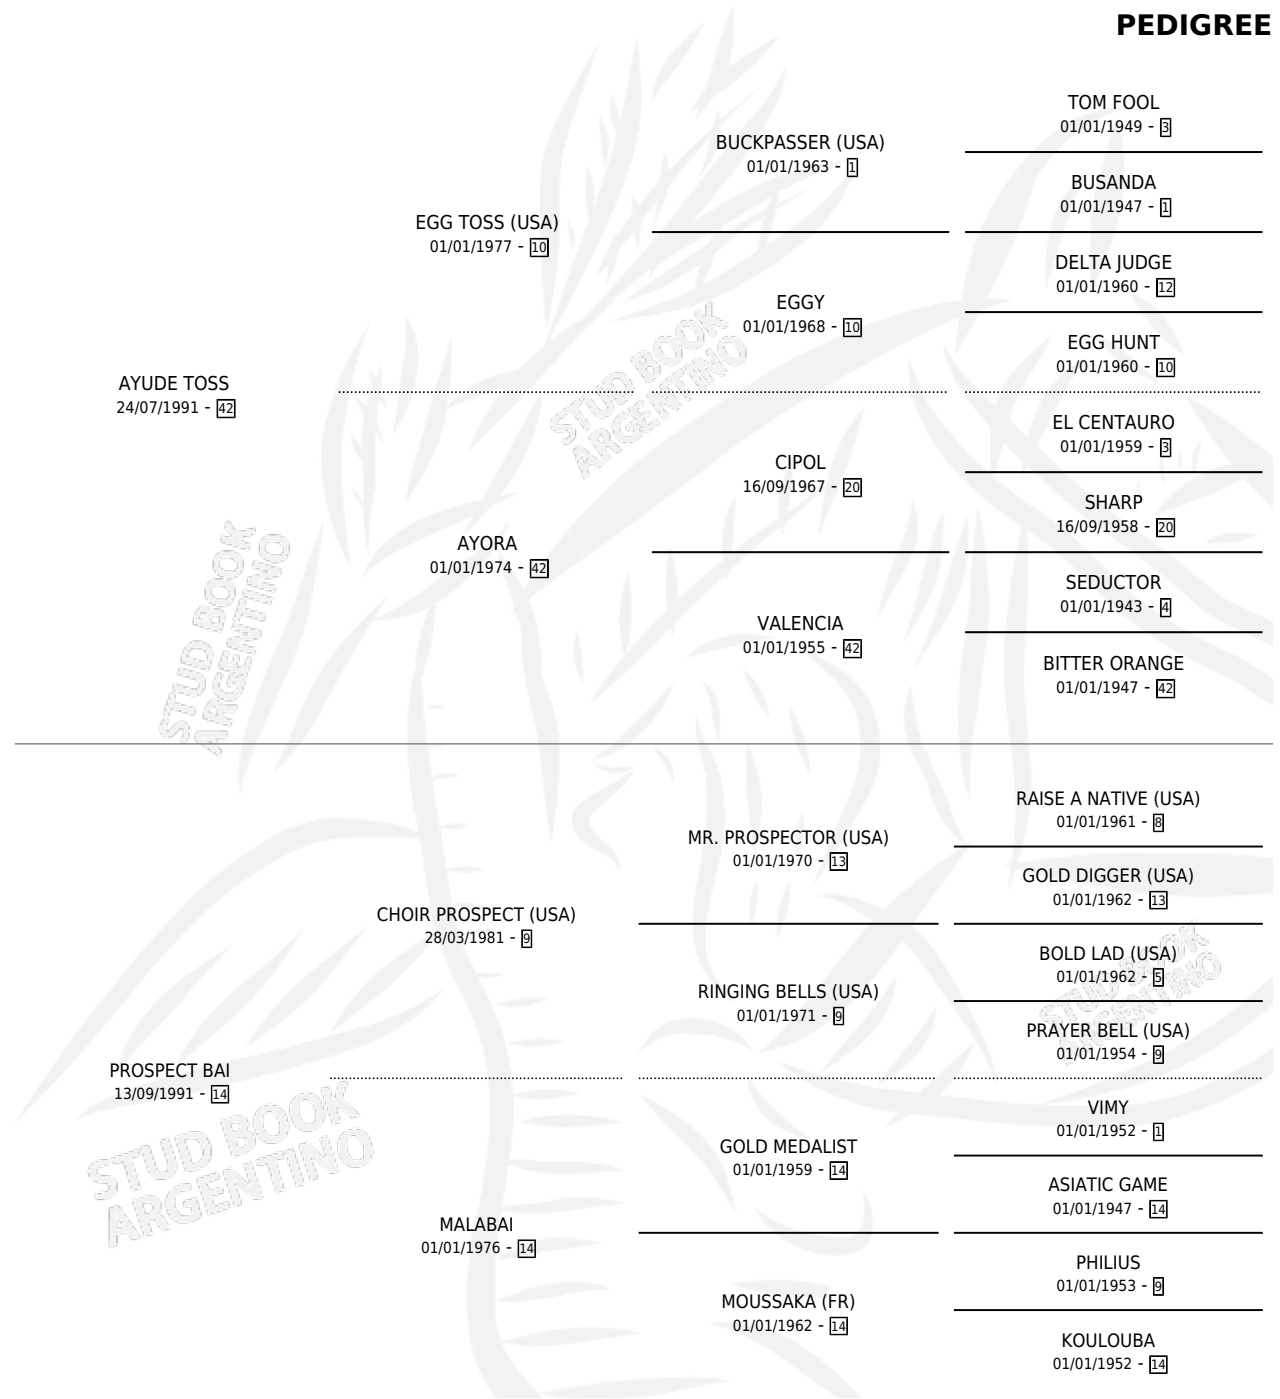 PEDIGREE
TOM FOOL
01/01/1949 - 3
BUCKPASSER (USA)
01/01/1963 - 1
BUSANDA
01/01/1947 - 1
EGG TOSS (USA)
01/01/1977 - 10
DELTA JUDGE
01/01/1960 - 12
EGGY
01/01/1968 - 10
EGG HUNT
01/01/1960 - 10
AYUDE TOSS
24/07/1991 - 42
STUD BOOK
ARGENTINO
EL CENTAURO
01/01/1959 - 3
CIPOL
16/09/1967 - 20
SHARP
16/09/1958 - 20
AYORA
01/01/1974 - 42
SEDUCTOR
01/01/1943 - 4
VALENCIA
01/01/1955 - 42
BITTER ORANGE
01/01/1947 - 42
STUD BOOK
ARGENTINO
RAISE A NATIVE (USA)
01/01/1961 - 8
MR. PROSPECTOR (USA)
01/01/1970 - 13
GOLD DIGGER (USA)
01/01/1962 - 13
CHOIR PROSPECT (USA)
28/03/1981 - 9
BOLD LAD (USA)
01/01/1962 - 5
RINGING BELLS (USA)
01/01/1971 - 9
PRAYER BELL (USA)
01/01/1954 - 9
STUD BOOK
ARGENTINO
PROSPECT BAI
13/09/1991 - 14
STUD BOOK
ARGENTINO
VIMY
01/01/1952 - 1
GOLD MEDALIST
01/01/1959 - 14
ASIATIC GAME
01/01/1947 - 14
MALABAI
01/01/1976 - 14
PHILIUS
01/01/1953 - 9
MOUSSAKA (FR)
01/01/1962 - 14
KOULOUBA
01/01/1952 - 14